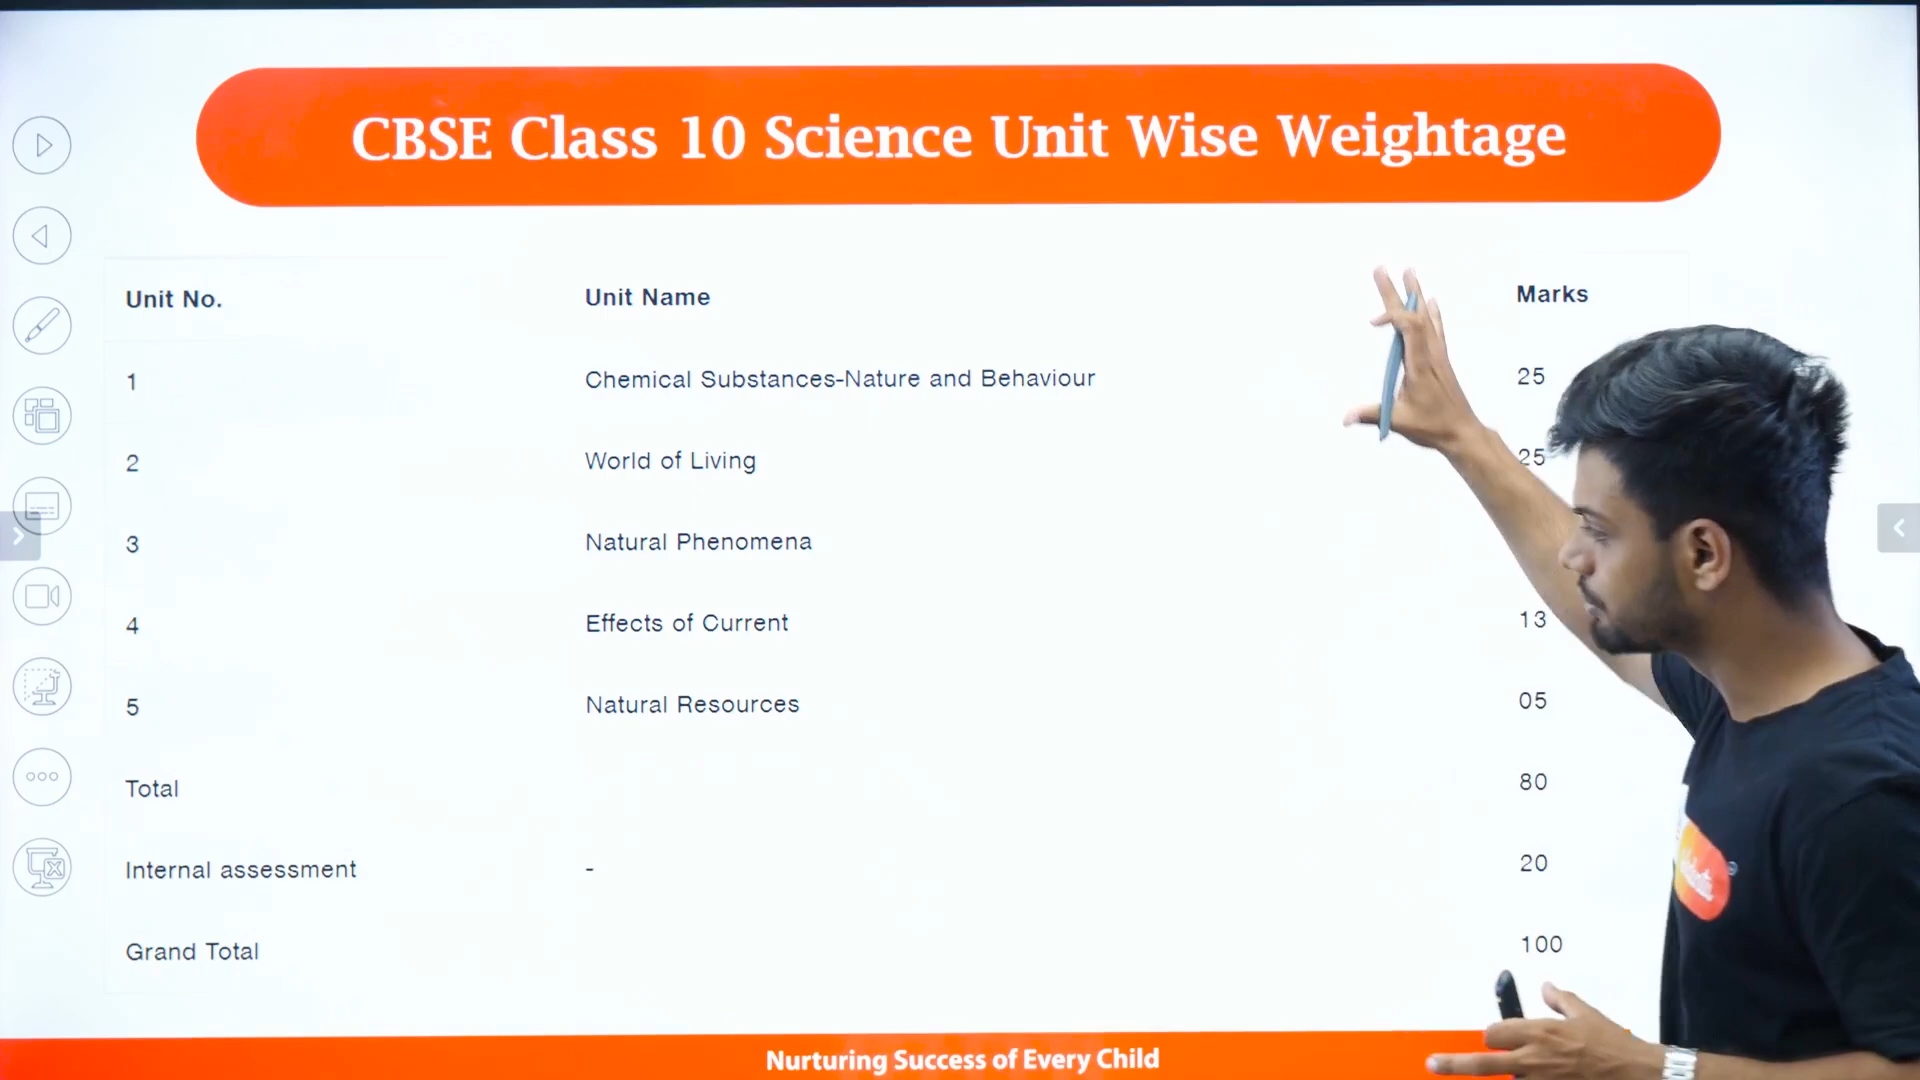 CBSE Class 10 Science Unit Wise Weightage
Unit No. Unit Name Marks
1 Chemical Substances-Nature and Behaviour 25
2 World of Living 25
3 Natural Phenomena
4 Effects of Current 13
5 Natural Resources 05
Total 80
Internal assessment - 20
Grand Total 100
Nurturing Success of Every Child